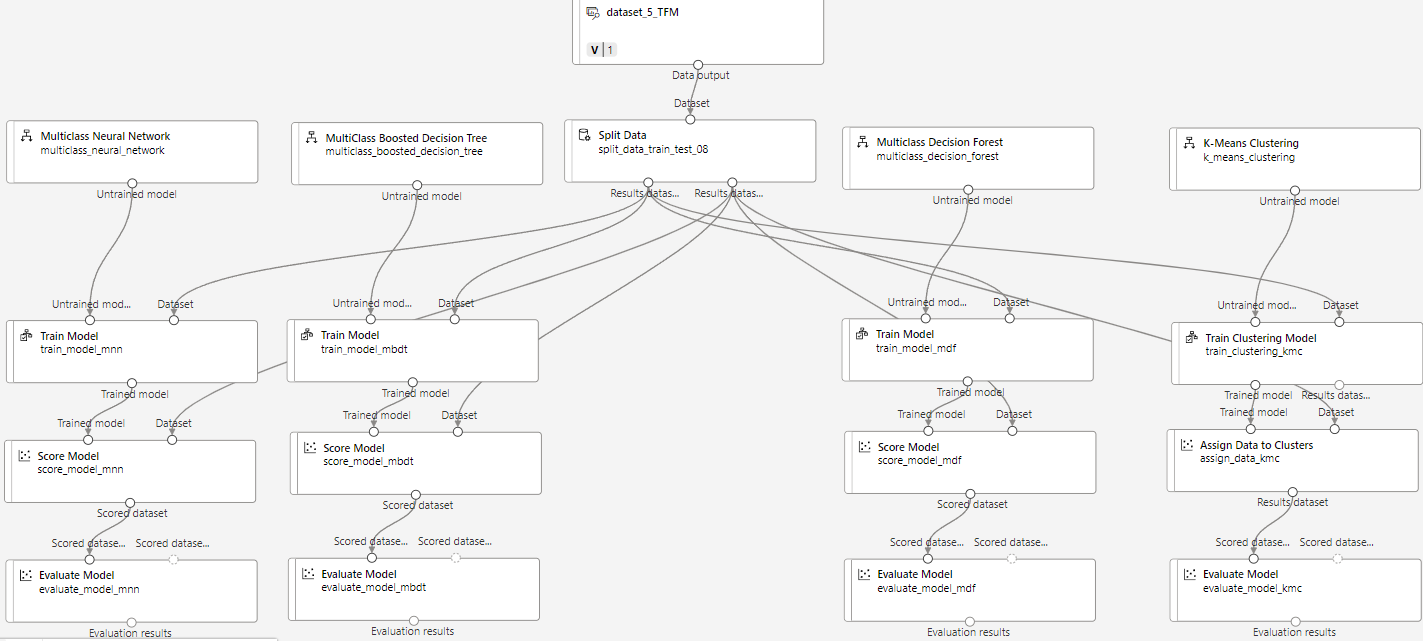 dataset_5_TFM
V 1
Data output
Dataset
Multiclass Neural Network
multiclass_neural_network
Untrained model
MultiClass Boosted Decision Tree
multiclass_boosted_decision_tree
Untrained model
Split Data
split_data_train_test_08
Results datas...
Results datas...
Multiclass Decision Forest
multiclass_decision_forest
Untrained model
K-Means Clustering
k_means_clustering
Untrained model
Untrained mod...
Dataset
Train Model
train_model_mnn
Trained model
Untrained mod...
Dataset
Train Model
train_model_mbdt
Trained model
Untrained mod...
Dataset
Train Model
train_model_mdf
Trained model
Untrained mod...
Dataset
Train Clustering Model
train_clustering_kmc
Trained model
Results datas...
Trained model
Dataset
Score Model
score_model_mnn
Scored dataset
Trained model
Dataset
Score Model
score_model_mbdt
Scored dataset
Trained model
Dataset
Score Model
score_model_mdf
Scored dataset
Trained model
Dataset
Assign Data to Clusters
assign_data_kmc
Results dataset
Scored datase...
Scored datase...
Evaluate Model
evaluate_model_mnn
Evaluation results
Scored datase...
Scored datase...
Evaluate Model
evaluate_model_mbdt
Evaluation results
Scored datase...
Scored datase...
Evaluate Model
evaluate_model_mdf
Evaluation results
Scored datase...
Scored datase...
Evaluate Model
evaluate_model_kmc
Evaluation results